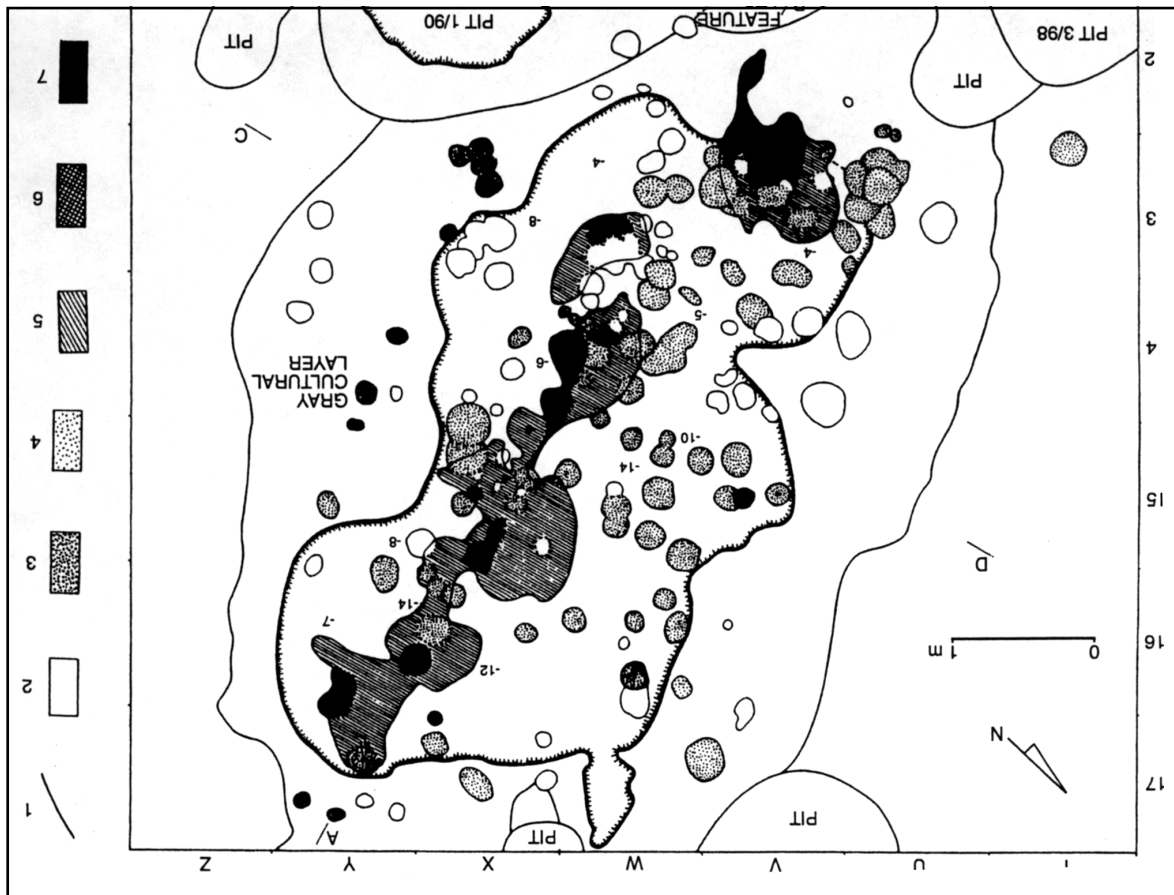 U V W X Y Z
PIT
PIT
A
17
1
N
2
0 1 m
16
-12
-7
-14
D
3
-8
15
-14
-10
4
GRAY
CULTURAL
LAYER
-6
4
-5
5
-4
-8
3
6
-4
C
2
7
PIT 3/98
PIT
FEATURE
PIT 1/90
PIT